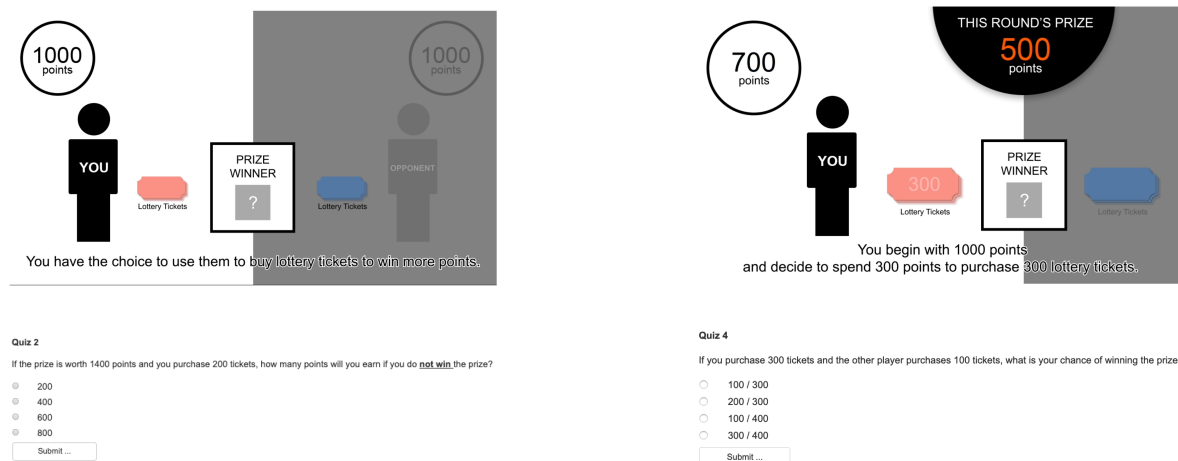 1000
points
1000
points
YOU
PRIZE
WINNER
?
OPPONENT
Lottery Tickets
Lottery Tickets
You have the choice to use them to buy lottery tickets to win more points.
Quiz 2
If the prize is worth 1400 points and you purchase 200 tickets, how many points will you earn if you do not win the prize?
200
400
600
800
Submit ...
THIS ROUND'S PRIZE
500
points
700
points
YOU
300
Lottery Tickets
PRIZE
WINNER
?
Lottery Tickets
You begin with 1000 points
and decide to spend 300 points to purchase 300 lottery tickets.
Quiz 4
If you purchase 300 tickets and the other player purchases 100 tickets, what is your chance of winning the prize
100 / 300
200 / 300
100 / 400
300 / 400
Submit ...